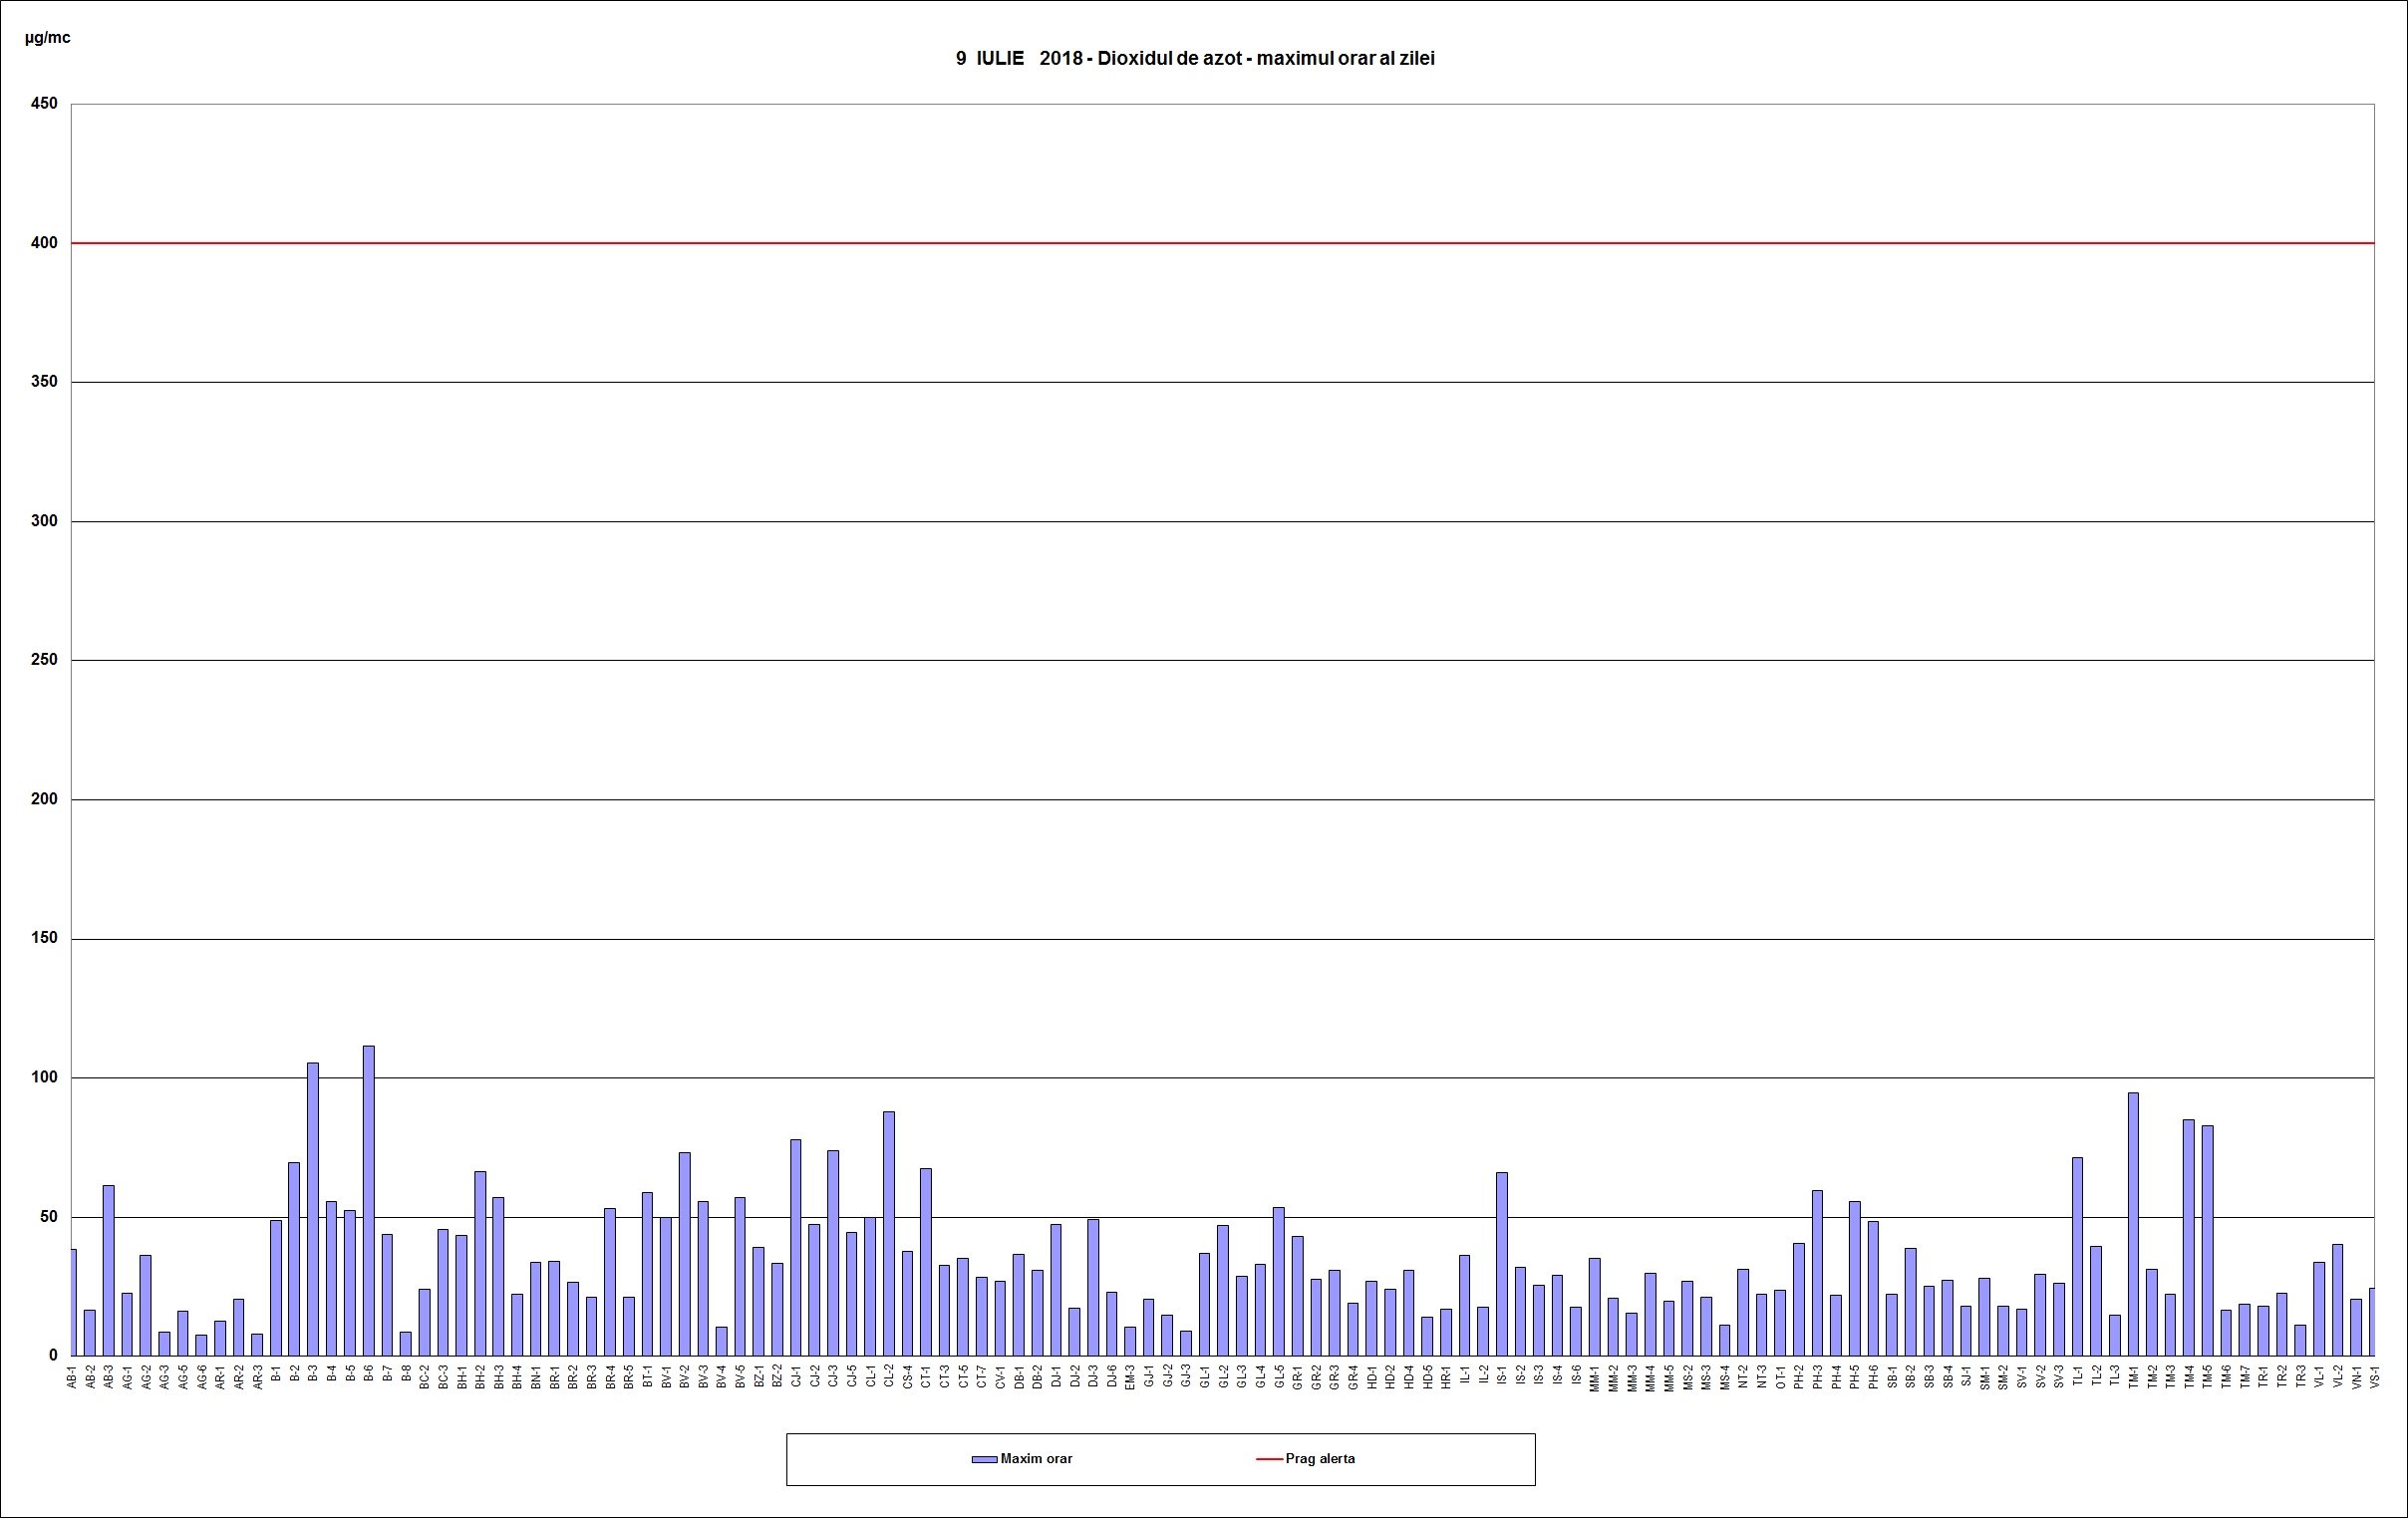 µg/mc
9 IULIE 2018 - Dioxidul de azot - maximul orar al zilei
450
400
350
300
250
200
150
100
50
0
AB-1 AB-2 AB-3 AG-1 AG-2 AG-3 AG-5 AG-6 AR-1 AR-2 AR-3 B-1 B-2 B-3 B-4 B-5 B-6 B-7 B-8 BC-2 BC-3 BH-1 BH-2 BH-3 BH-4 BN-1 BR-1 BR-2 BR-3 BR-4 BR-5 BT-1 BV-1 BV-2 BV-3 BV-4 BV-5 BZ-1 BZ-2 CJ-1 CJ-2 CJ-3 CJ-5 CL-1 CL-2 CS-4 CT-1 CT-3 CT-5 CT-7 CV-1 DB-1 DB-2 DJ-1 DJ-2 DJ-3 DJ-6 EM-3 GJ-1 GJ-2 GJ-3 GL-1 GL-2 GL-3 GL-4 GL-5 GR-1 GR-2 GR-3 GR-4 HD-1 HD-2 HD-4 HD-5 HR-1 IL-1 IL-2 IS-1 IS-2 IS-3 IS-4 IS-6 MM-1 MM-2 MM-3 MM-4 MM-5 MS-2 MS-3 MS-4 NT-2 NT-3 OT-1 PH-2 PH-3 PH-4 PH-5 PH-6 SB-1 SB-2 SB-3 SB-4 SJ-1 SM-1 SM-2 SV-1 SV-2 SV-3 TL-1 TL-2 TL-3 TM-1 TM-2 TM-3 TM-4 TM-5 TM-6 TM-7 TR-1 TR-2 TR-3 VL-1 VL-2 VN-1 VS-1
Maxim orar Prag alerta